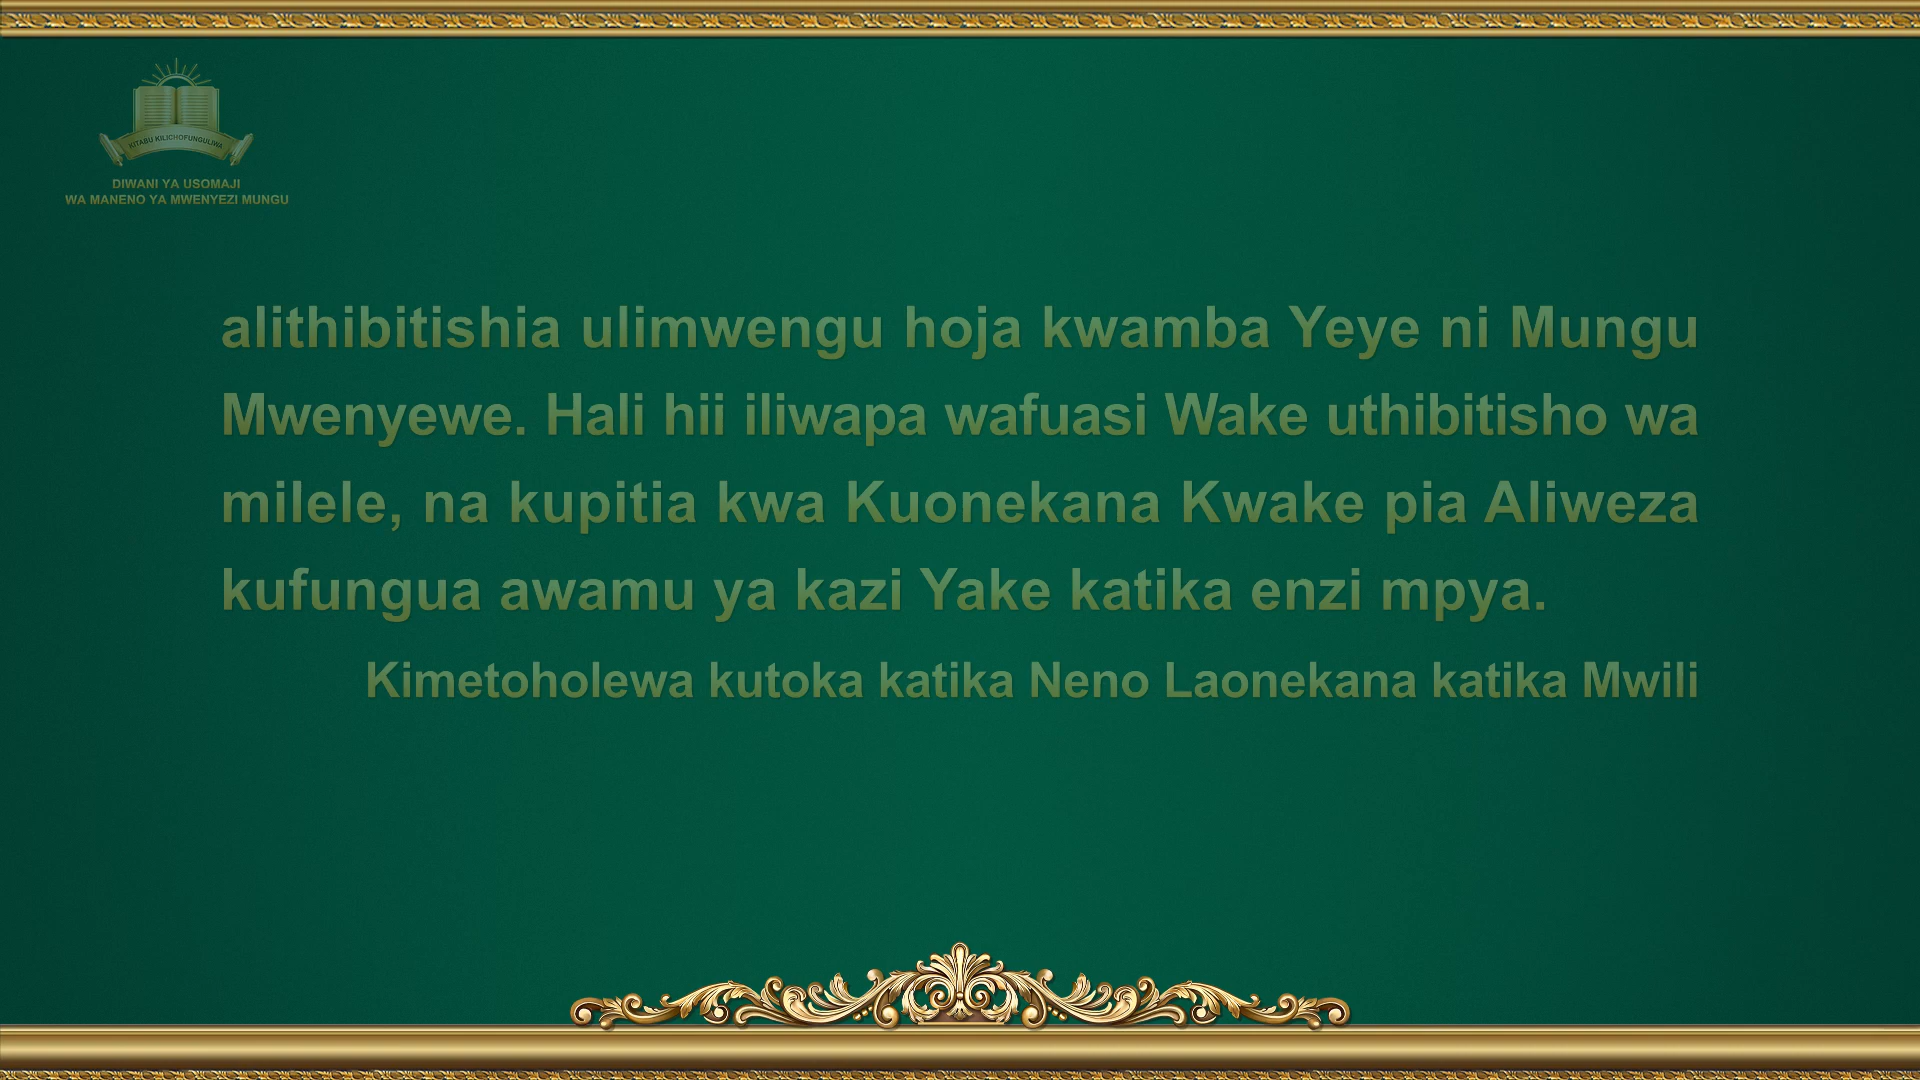 KITABU KILICHOFUNGULIWA
DIWANI YA USOMAJI
WA MANENO YA MWENYEZI MUNGU
alithibitishia ulimwengu hoja kwamba Yeye ni Mungu
Mwenyewe. Hali hii iliwapa wafuasi Wake uthibitisho wa
milele, na kupitia kwa Kuonekana Kwake pia Aliweza
kufungua awamu ya kazi Yake katika enzi mpya.
Kimetoholewa kutoka katika Neno Laonekana katika Mwili